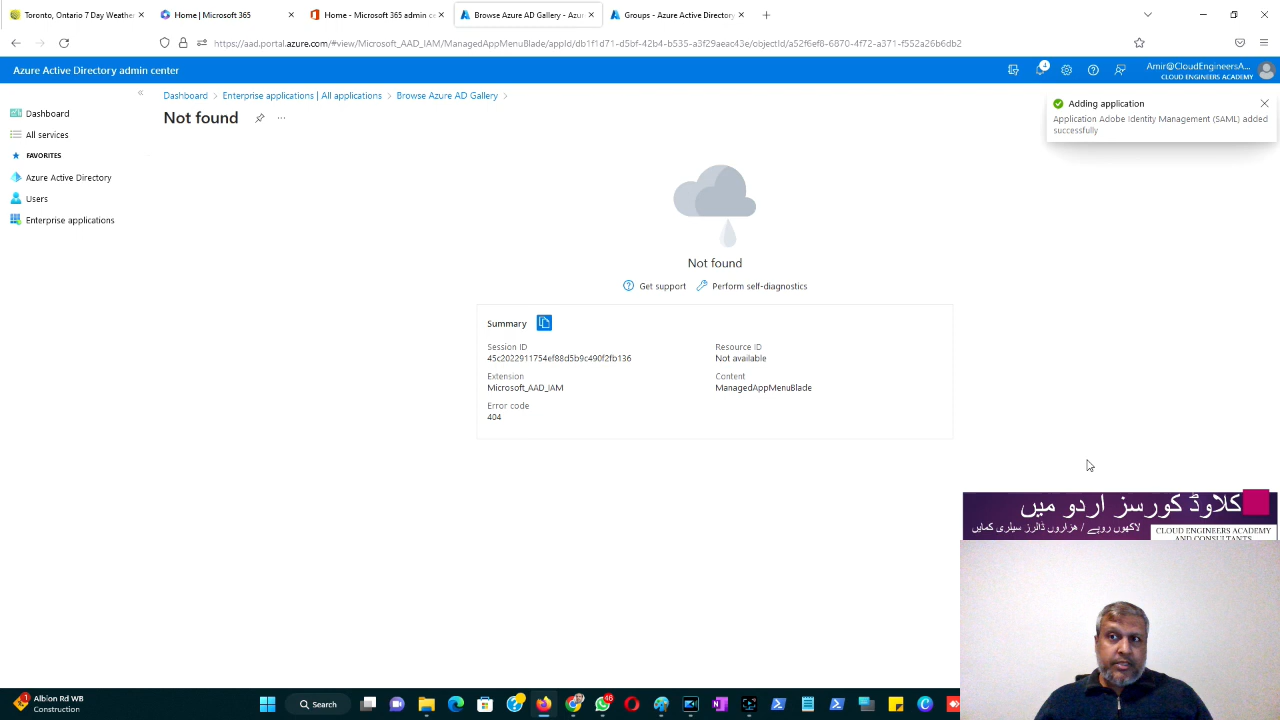 Toronto, Ontario 7 Day Weather
Home | Microsoft 365
Home - Microsoft 365 admin c
Browse Azure AD Gallery - Azur
Groups - Azure Active Directory
https://aad.portal.azure.com/#view/Microsoft_AAD_IAM/ManagedAppMenuBlade/appId/db1f1d71-d5bf-42b4-b535-a3f29aeac43e/objectId/a52f6ef8-6870-4f72-a371-f552a26b6db2
Azure Active Directory admin center
4
Amir@CloudEngineersA...
CLOUD ENGINEERS ACADEMY
Dashboard
All services
FAVORITES
Azure Active Directory
Users
Enterprise applications
Dashboard > Enterprise applications | All applications > Browse Azure AD Gallery >
Not found
Adding application
Application Adobe Identity Management (SAML) added
successfully
Not found
Get support
Perform self-diagnostics
Summary
Session ID
45c2022911754ef88d5b9c490f2fb136
Resource ID
Not available
Extension
Microsoft_AAD_IAM
Content
ManagedAppMenuBlade
Error code
404
کلاوڈ کورسز اردو میں
لاکھوں روپے / ھزاروں ڈالرز سیلری کمایں
CLOUD ENGINEERS ACADEMY
AND CONSULTANTS
1
Albion Rd WB
Construction
Search
46